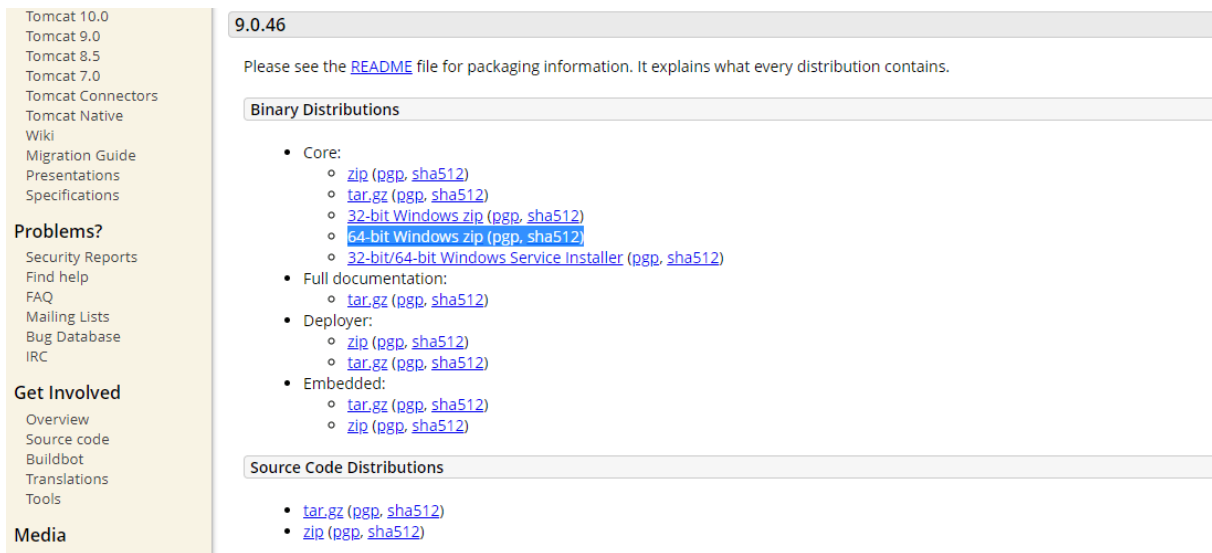 Tomcat 10.0
Tomcat 9.0
Tomcat 8.5
Tomcat 7.0
Tomcat Connectors
Tomcat Native
Wiki
Migration Guide
Presentations
Specifications
Problems?
Security Reports
Find help
FAQ
Mailing Lists
Bug Database
IRC
Get Involved
Overview
Source code
Buildbot
Translations
Tools
Media
9.0.46
Please see the README file for packaging information. It explains what every distribution contains.
Binary Distributions
• Core:
○ zip (pgp, sha512)
○ tar.gz (pgp, sha512)
○ 32-bit Windows zip (pgp, sha512)
○ 64-bit Windows zip (pgp, sha512)
○ 32-bit/64-bit Windows Service Installer (pgp, sha512)
• Full documentation:
○ tar.gz (pgp, sha512)
• Deployer:
○ zip (pgp, sha512)
○ tar.gz (pgp, sha512)
• Embedded:
○ tar.gz (pgp, sha512)
○ zip (pgp, sha512)
Source Code Distributions
• tar.gz (pgp, sha512)
• zip (pgp, sha512)